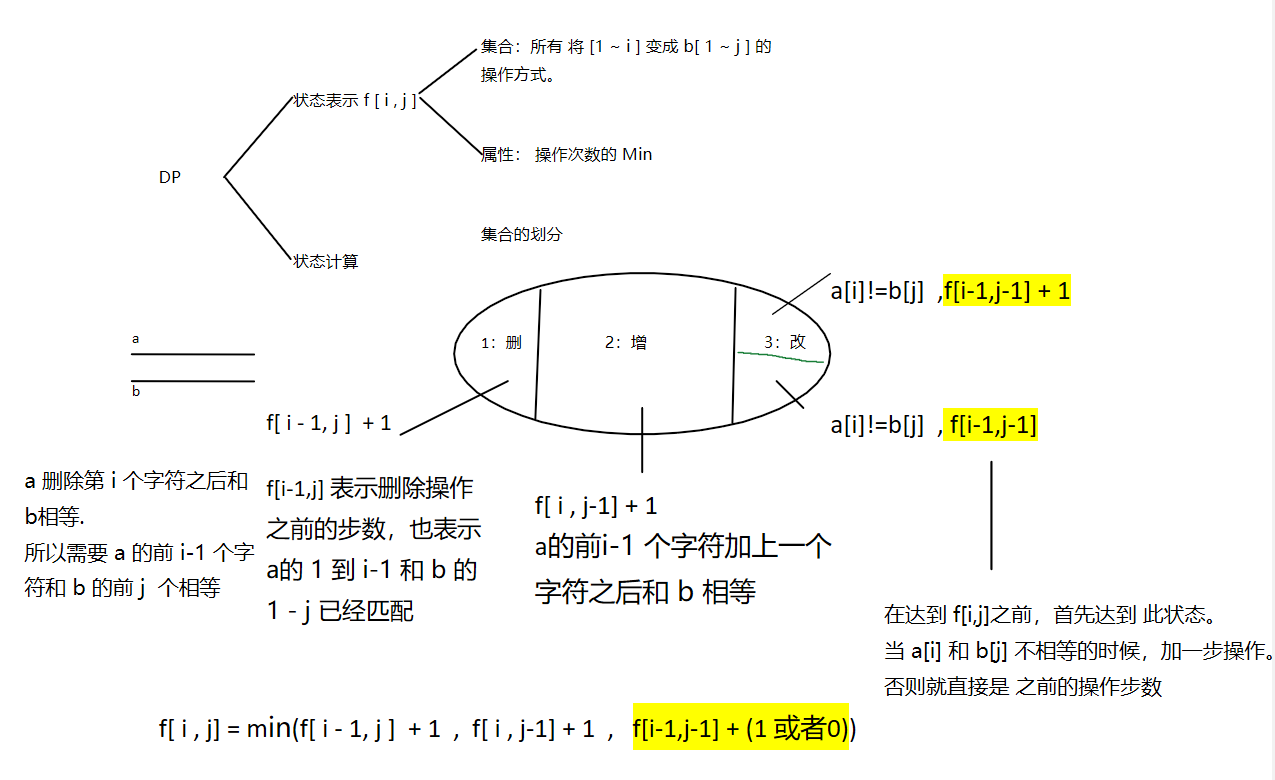 集合：所有 将 [1 ~ i ] 变成 b[ 1 ~ j ] 的
操作方式。
状态表示 f [ i , j ]
属性： 操作次数的 Min
DP
集合的划分
状态计算
a[i]!=b[j] ,f[i-1,j-1] + 1
a
b
1：删
2：增
3：改
f[ i - 1, j ] + 1
a[i]!=b[j] , f[i-1,j-1]
a 删除第 i 个字符之后和
b相等.
所以需要 a 的前 i-1 个字
符和 b 的前 j 个相等
f[i-1,j] 表示删除操作
之前的步数，也表示
a的 1 到 i-1 和 b 的
1 - j 已经匹配
f[ i , j-1] + 1
a的前i-1 个字符加上一个
字符之后和 b 相等
在达到 f[i,j]之前，首先达到 此状态。
当 a[i] 和 b[j] 不相等的时候，加一步操作。
否则就直接是 之前的操作步数
f[ i , j] = min(f[ i - 1, j ] + 1 , f[ i , j-1] + 1 , f[i-1,j-1] + (1 或者0))